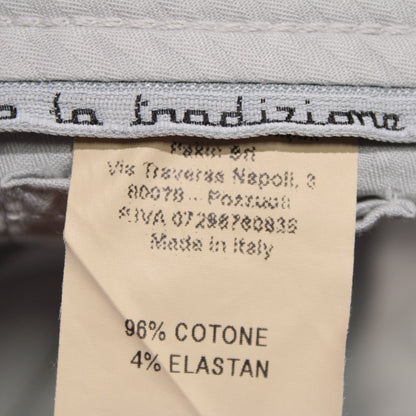 la tradizione
Via Traversa Napoli, 3
80078 - Pozzuoli
Made in Italy
96% COTONE
4% ELASTAN